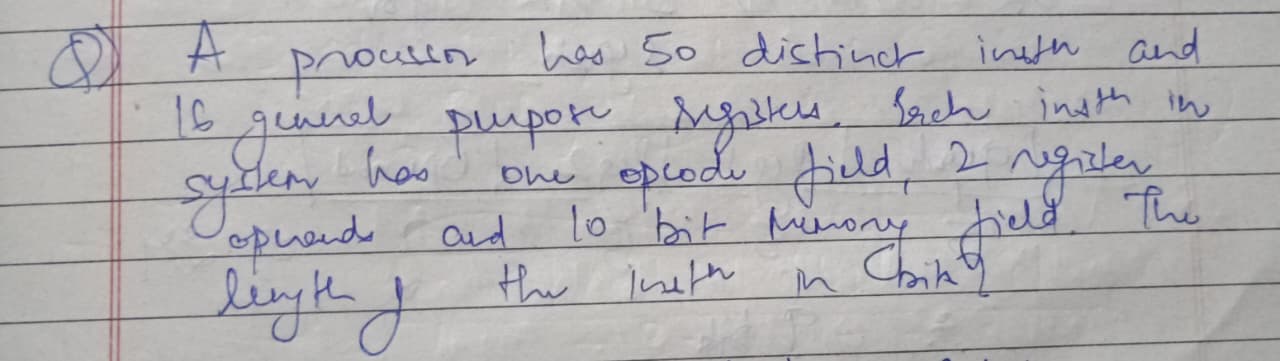 Q) A processor has 50 distinct instn and
16 general purpose registers. Each instn in
system has one opcode field, 2 register
operands and 10 bit memory field. The
length of the instn in (bits)